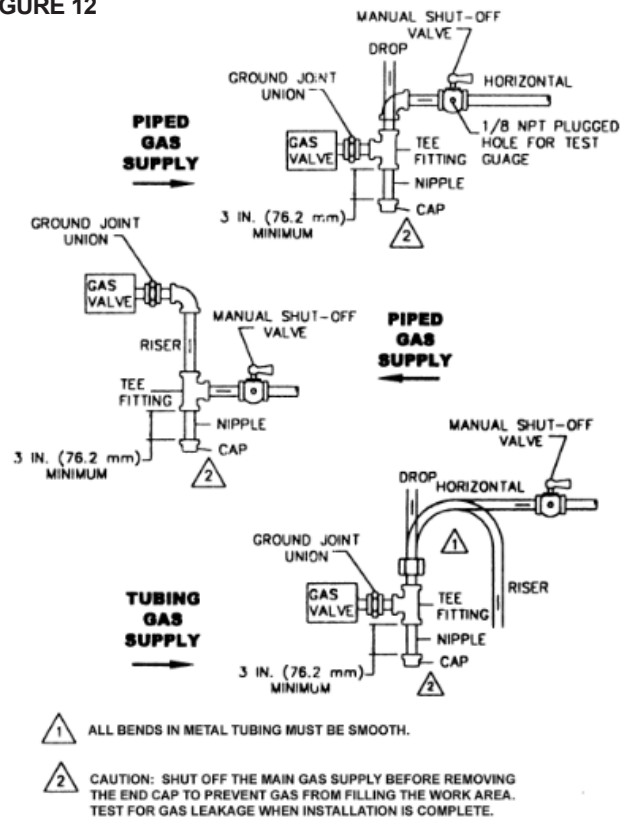 GURE 12
MANUAL SHUT-OFF
VALVE
DROP
HORIZONTAL
GROUND JOINT
UNION
PIPED
GAS
SUPPLY
GAS
VALVE
TEE
FITTING
1/8 NPT PLUGGED
HOLE FOR TEST
GUAGE
NIPPLE
3 IN. (76.2 mm)
MINIMUM
CAP
2
GROUND JOINT
UNION
GAS
VALVE
MANUAL SHUT-OFF
VALVE
RISER
PIPED
GAS
SUPPLY
TEE
FITTING
NIPPLE
3 IN. (76.2 mm)
MINIMUM
CAP
2
MANUAL SHUT-OFF
VALVE
DROP
HORIZONTAL
GROUND JOINT
UNION
1
TUBING
GAS
SUPPLY
GAS
VALVE
RISER
TEE
FITTING
NIPPLE
3 IN. (76.2 mm)
MINIMUM
CAP
2
1 ALL BENDS IN METAL TUBING MUST BE SMOOTH.
2 CAUTION: SHUT OFF THE MAIN GAS SUPPLY BEFORE REMOVING
THE END CAP TO PREVENT GAS FROM FILLING THE WORK AREA.
TEST FOR GAS LEAKAGE WHEN INSTALLATION IS COMPLETE.